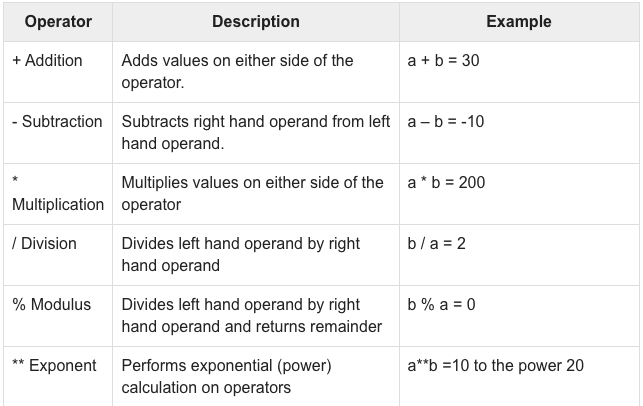 Operator Description Example
+ Addition Adds values on either side of the a + b = 30
operator.
- Subtraction Subtracts right hand operand from left a – b = -10
hand operand.
* Multiplies values on either side of the a * b = 200
Multiplication operator
/ Division Divides left hand operand by right b / a = 2
hand operand
% Modulus Divides left hand operand by right b % a = 0
hand operand and returns remainder
** Exponent Performs exponential (power) a**b =10 to the power 20
calculation on operators